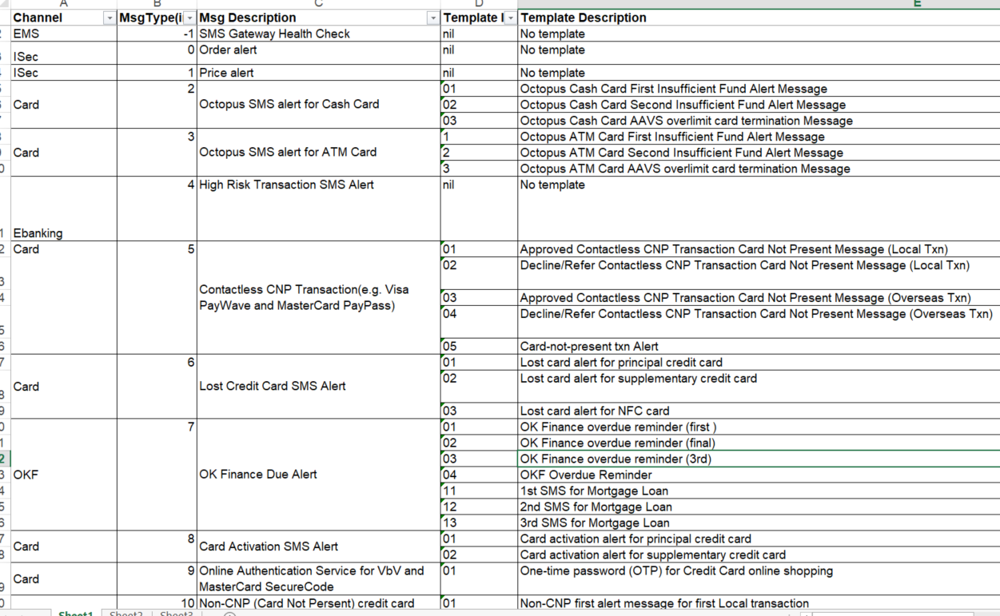 A B C D E
Channel MsgType(i Msg Description Template I Template Description
EMS -1 SMS Gateway Health Check nil No template
ISec 0 Order alert nil No template
ISec 1 Price alert nil No template
Card 2 Octopus SMS alert for Cash Card 01 Octopus Cash Card First Insufficient Fund Alert Message
02 Octopus Cash Card Second Insufficient Fund Alert Message
03 Octopus Cash Card AAVS overlimit card termination Message
Card 3 Octopus SMS alert for ATM Card 1 Octopus ATM Card First Insufficient Fund Alert Message
2 Octopus ATM Card Second Insufficient Fund Alert Message
3 Octopus ATM Card AAVS overlimit card termination Message
Ebanking 4 High Risk Transaction SMS Alert nil No template
Card 5 01 Approved Contactless CNP Transaction Card Not Present Message (Local Txn)
02 Decline/Refer Contactless CNP Transaction Card Not Present Message (Local Txn)
Contactless CNP Transaction(e.g. Visa
PayWave and MasterCard PayPass)
03 Approved Contactless CNP Transaction Card Not Present Message (Overseas Txn)
04 Decline/Refer Contactless CNP Transaction Card Not Present Message (Overseas Txn)
05 Card-not-present txn Alert
Card 6 Lost Credit Card SMS Alert 01 Lost card alert for principal credit card
02 Lost card alert for supplementary credit card
03 Lost card alert for NFC card
OKF 7 OK Finance Due Alert 01 OK Finance overdue reminder (first )
02 OK Finance overdue reminder (final)
03 OK Finance overdue reminder (3rd)
04 OKF Overdue Reminder
11 1st SMS for Mortgage Loan
12 2nd SMS for Mortgage Loan
13 3rd SMS for Mortgage Loan
Card 8 Card Activation SMS Alert 01 Card activation alert for principal credit card
02 Card activation alert for supplementary credit card
Card 9 Online Authentication Service for VbV and 01 One-time password (OTP) for Credit Card online shopping
MasterCard SecureCode
10 Non-CNP (Card Not Persent) credit card 01 Non-CNP first alert message for first Local transaction
Sheet1 Sheet2 Sheet3